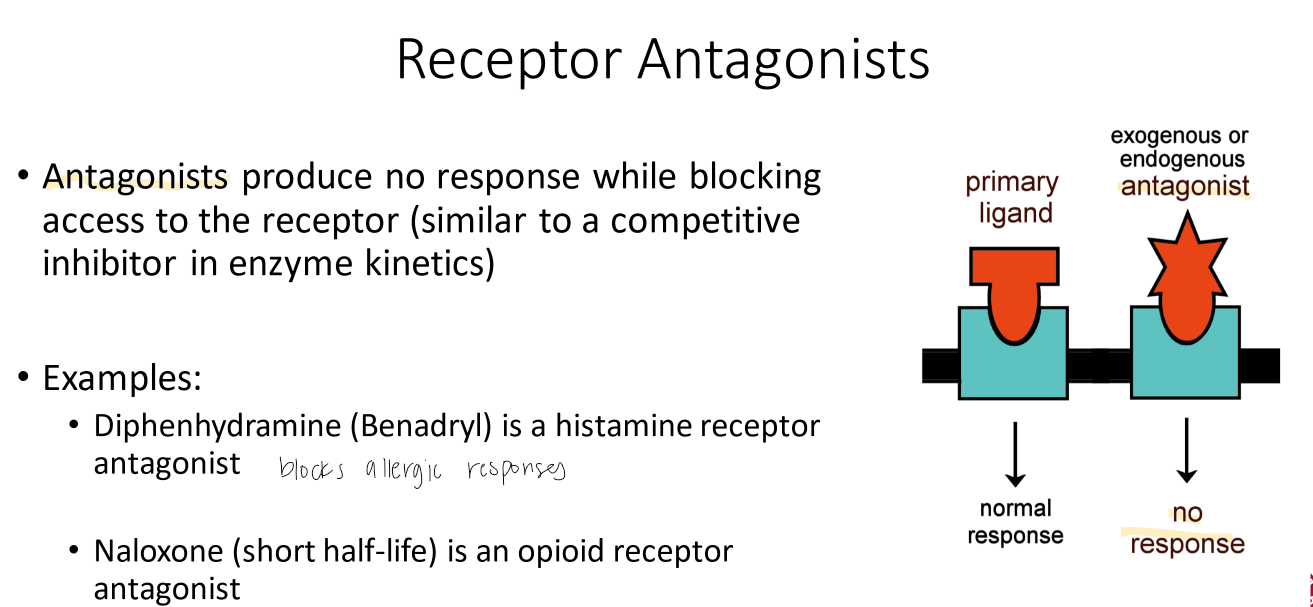 Receptor Antagonists
• Antagonists produce no response while blocking
access to the receptor (similar to a competitive
inhibitor in enzyme kinetics)
• Examples:
• Diphenhydramine (Benadryl) is a histamine receptor
antagonist blocks allergic responses
• Naloxone (short half-life) is an opioid receptor
antagonist
primary
ligand
exogenous or
endogenous
antagonist
normal
response
no
response